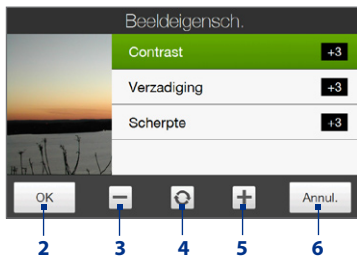 Beeldeigensch.
Contrast +3
Verzadiging +3
Scherpte +3
OK Annul.
2 3 4 5 6